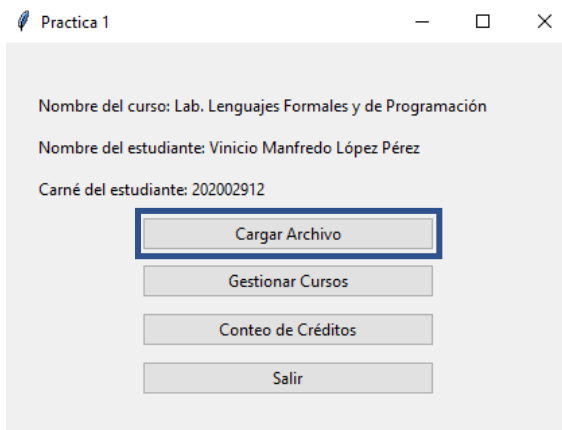 Practica 1
Nombre del curso: Lab. Lenguajes Formales y de Programación
Nombre del estudiante: Vinicio Manfredo López Pérez
Carné del estudiante: 202002912
Cargar Archivo
Gestionar Cursos
Conteo de Créditos
Salir